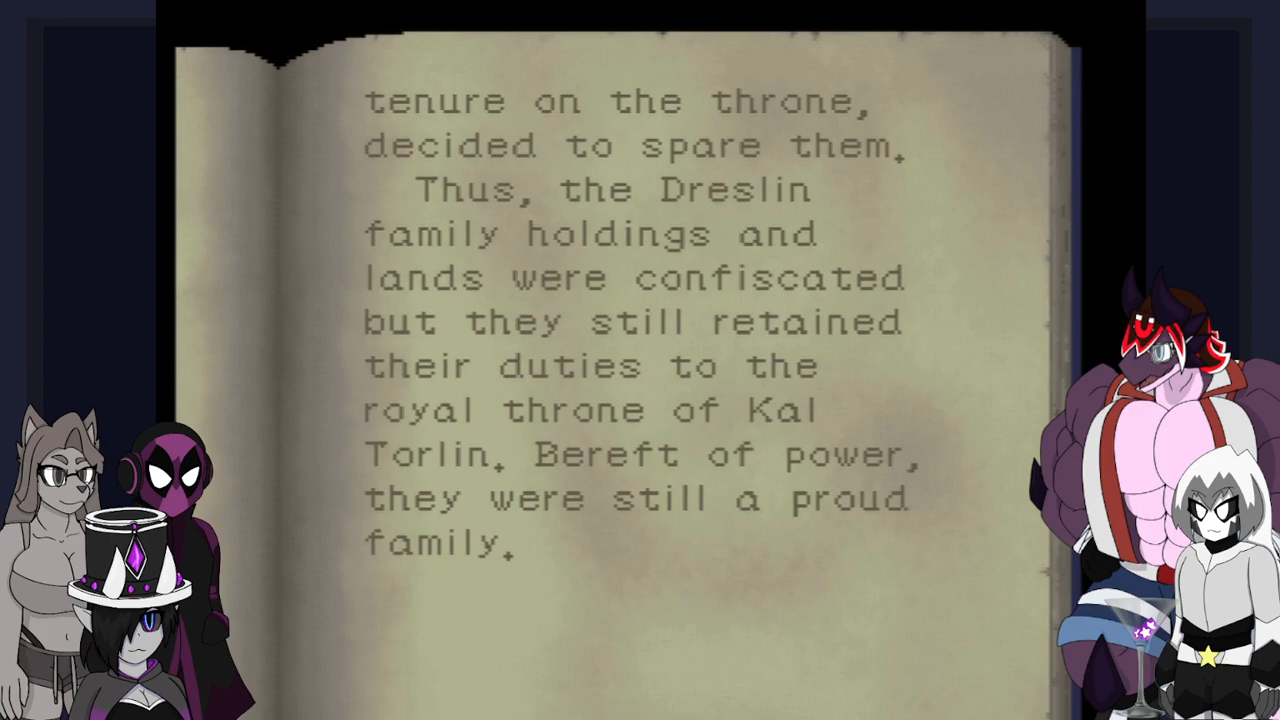 tenure on the throne,
decided to spare them.
Thus, the Dreslin
family holdings and
lands were confiscated
but they still retained
their duties to the
royal throne of Kal
Torlin. Bereft of power,
they were still a proud
family.